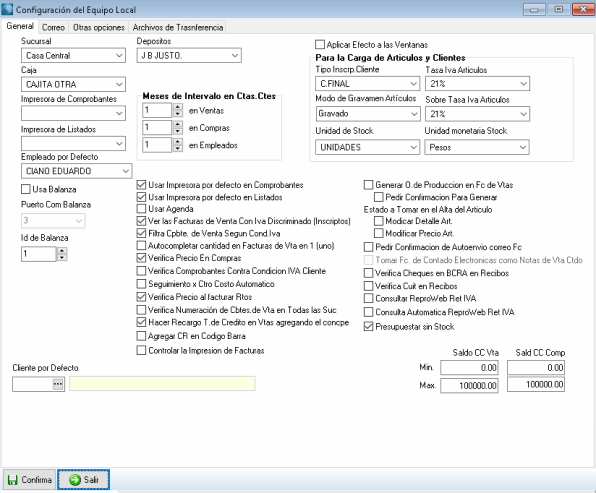 Configuración del Equipo Local
General Correo Otras opciones Archivos de Trasnferencia
Sucursal
Casa Central
Depositos
J B JUSTO.
Caja
CAJITA OTRA
Impresora de Comprobantes
Impresora de Listados
Empleado por Defecto
CIANO EDUARDO
Usa Balanza
Puerto Com Balanza
3
Id de Balanza
1
Meses de Intervalo en Ctas.Ctes
1 en Ventas
1 en Compras
1 en Empleados
Aplicar Efecto a las Ventanas
Para la Carga de Articulos y Clientes
Tipo Inscrp.Cliente Tasa Iva Articulos
C.FINAL 21%
Modo de Gravamen Artículos Sobre Tasa Iva Articulos
Gravado 21%
Unidad de Stock Unidad monetaria Stock
UNIDADES Pesos
Usar Impresora por defecto en Comprobantes
Usar Impresora por defecto en Listados
Usar Agenda
Ver las Facturas de Venta Con Iva Discriminado (Inscriptos)
Filtra Cpbte. de Venta Segun Cond.Iva
Autocompletar cantidad en Facturas de Vta en 1 (uno)
Verifica Precio En Compras
Verifica Comprobantes Contra Condicion IVA Cliente
Seguimiento x Ctro Costo Automatico
Verifica Precio al facturar Rtos
Verifica Numeración de Cbtes.de Vta en Todas las Suc
Hacer Recargo T.de Credito en Vtas agregando el concpe
Agregar CR en Codigo Barra
Controlar la Impresion de Facturas
Generar O.de Produccion en Fc de Vtas
Pedir Confirmacion Para Generar
Estado a Tomar en el Alta del Articulo
Modicar Detalle Art.
Modificar Precio Art.
Pedir Confirmacion de Autoenvio correo Fc
Tomar Fc. de Contado Electronicas como Notas de Vta Ctdo
Verifica Cheques en BCRA en Recibos
Verifica Cuit en Recibos
Consultar ReproWeb Ret IVA
Consulta Automatica ReproWeb Ret IVA
Presupuestar sin Stock
Saldo CC Vta Sald CC Comp
Min. 0.00 0.00
Max. 100000.00 100000.00
Cliente por Defecto
...
Confirma Salir